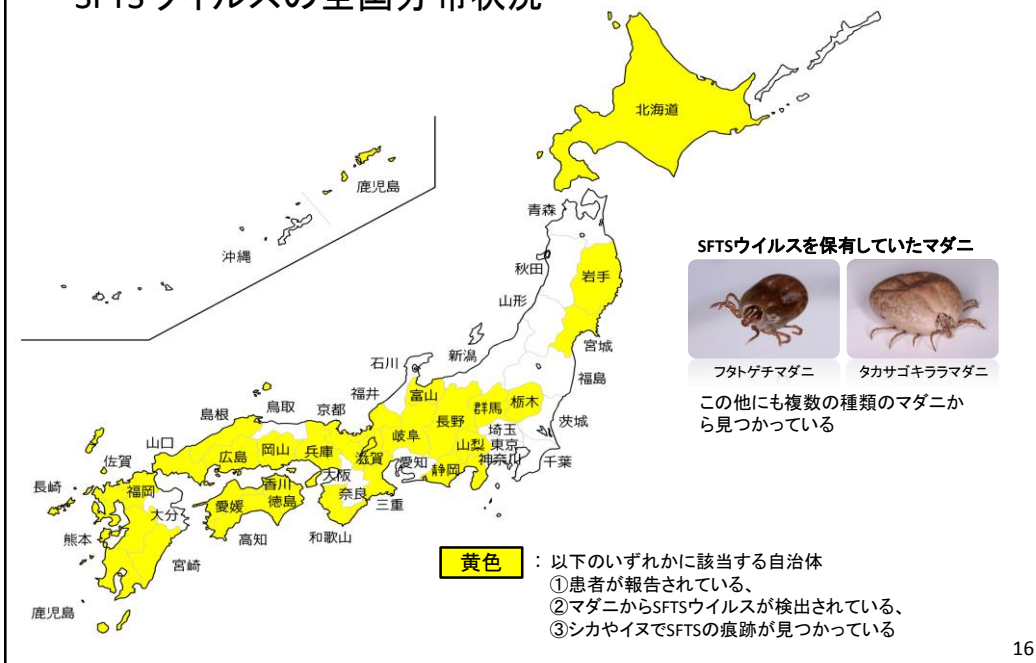 SFTSウイルスの全国分布状況
北海道
鹿児島
沖縄
青森
秋田
岩手
山形
宮城
石川
新潟
福島
福井
富山
群馬
栃木
島根
鳥取
京都
長野
埼玉
茨城
山口
広島
岡山
兵庫
滋賀
岐阜
山梨
東京
佐賀
愛知
静岡
神奈川
千葉
長崎
福岡
香川
大阪
奈良
三重
大分
愛媛
徳島
熊本
高知
和歌山
宮崎
鹿児島
SFTSウイルスを保有していたマダニ
フタトゲチマダニ
タカサゴキララマダニ
この他にも複数の種類のマダニか
ら見つかっている
黄色 : 以下のいずれかに該当する自治体
①患者が報告されている、
②マダニからSFTSウイルスが検出されている、
③シカやイヌでSFTSの痕跡が見つかっている
16